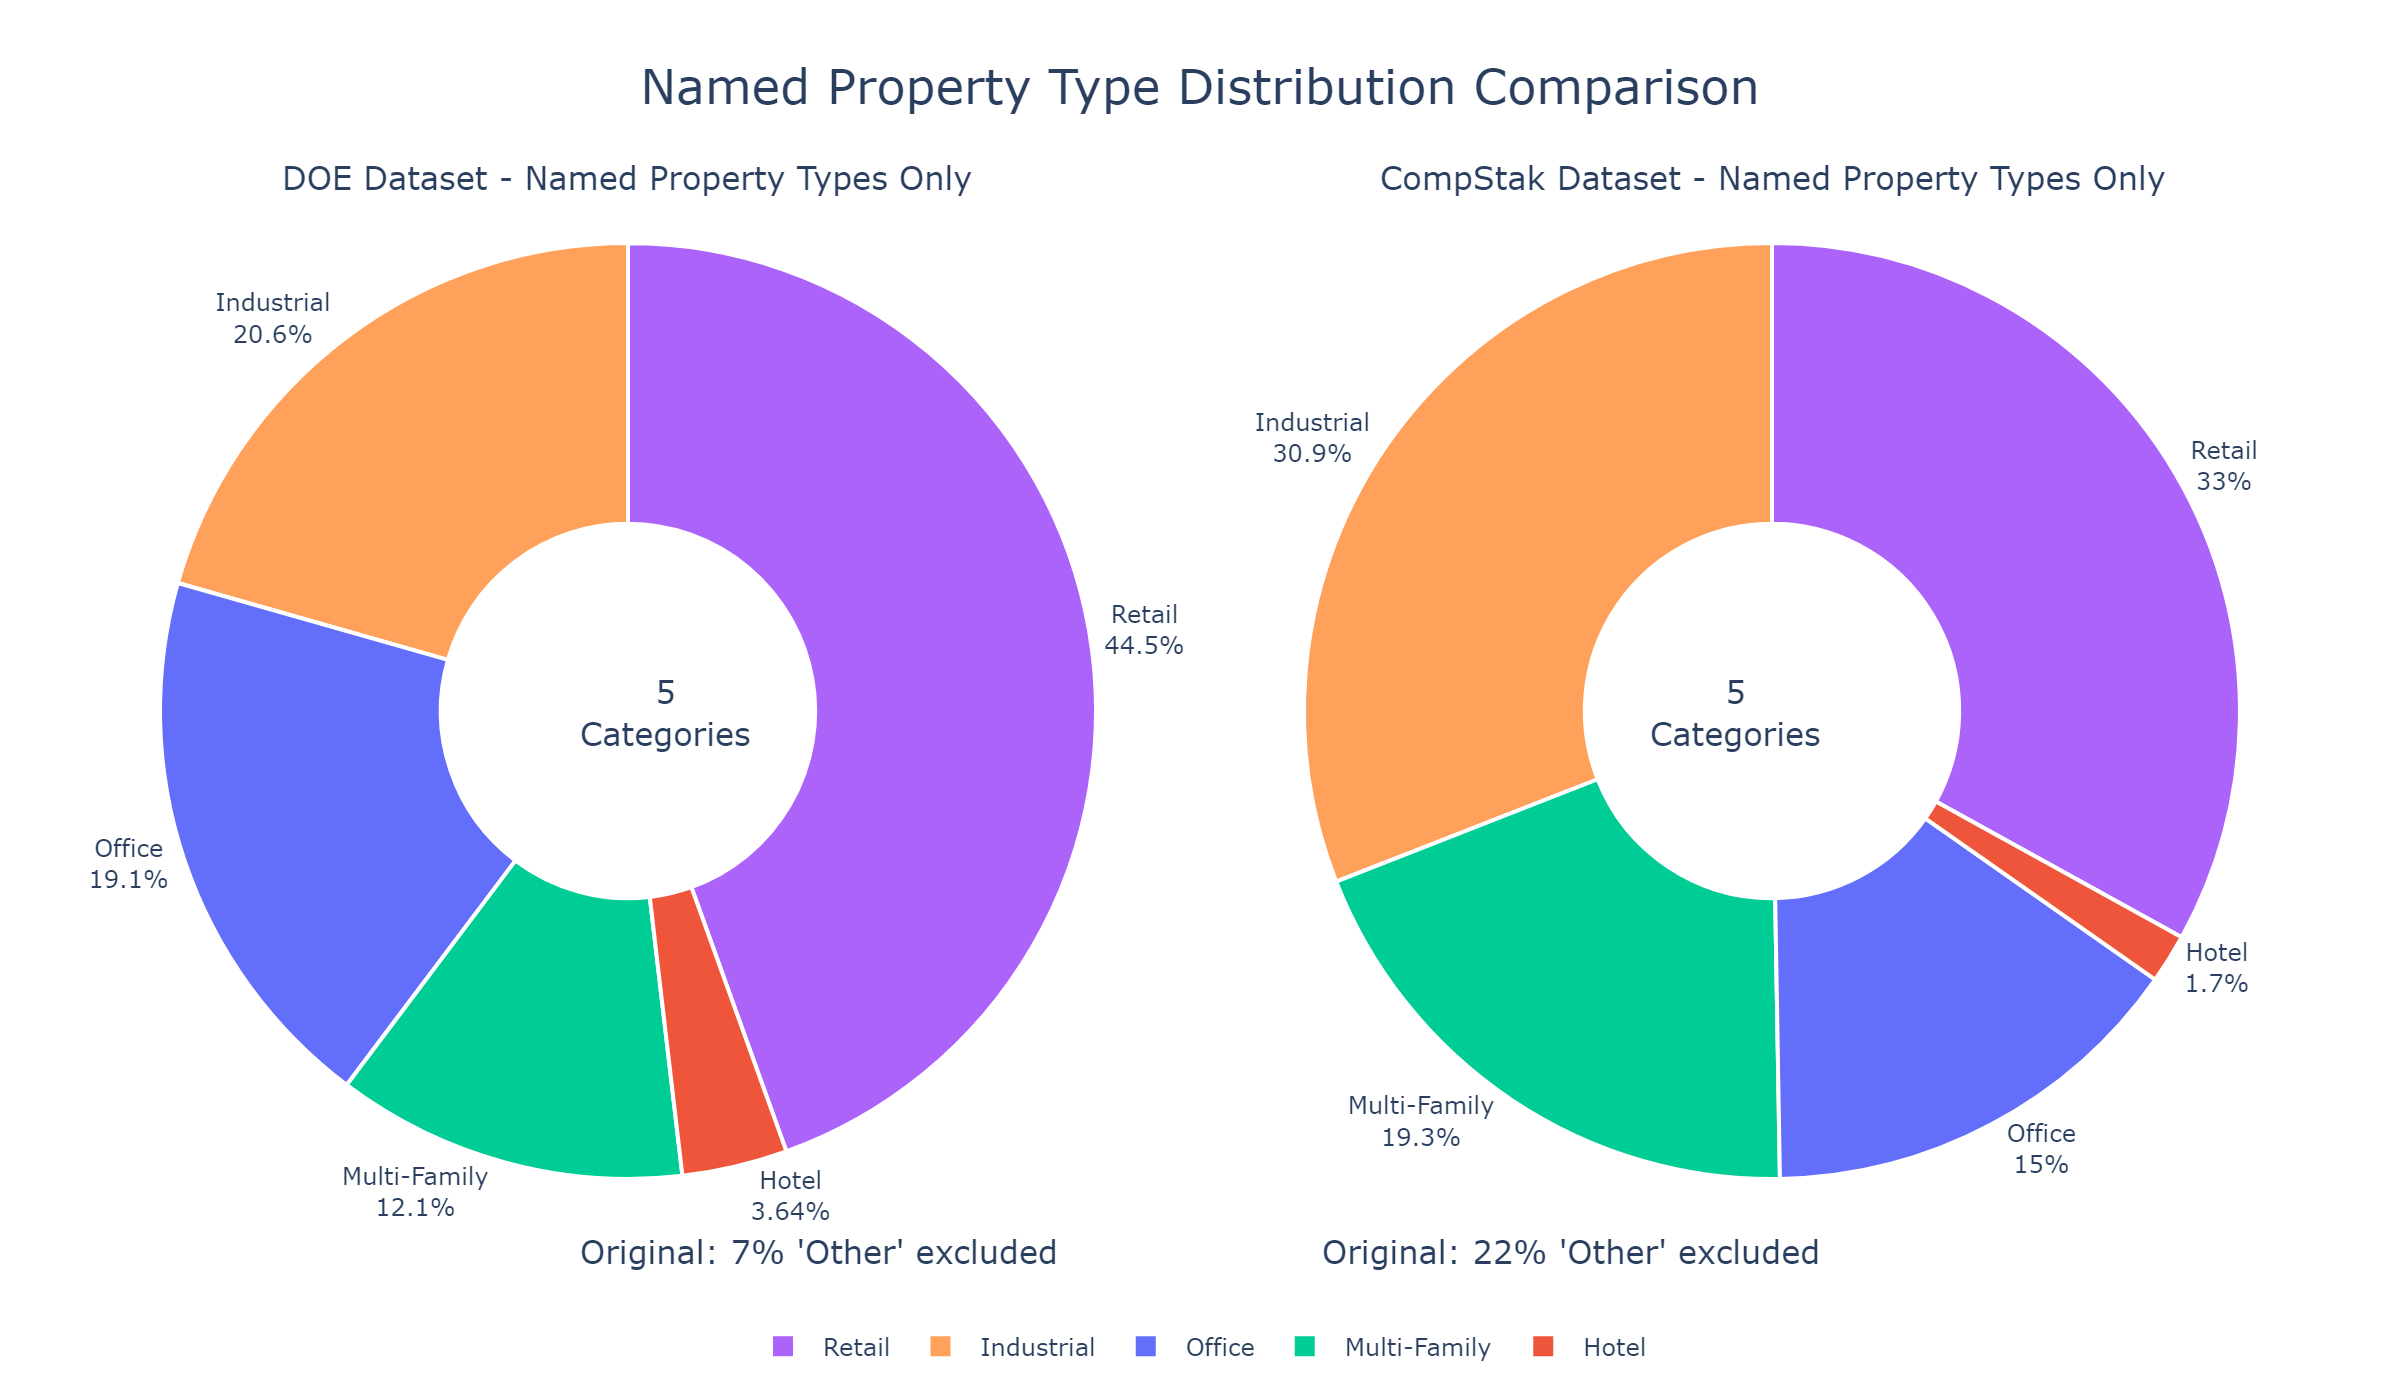 Named Property Type Distribution Comparison
DOE Dataset - Named Property Types Only
Industrial
20.6%
Retail
44.5%
5
Categories
Office
19.1%
Multi-Family
12.1%
Hotel
3.64%
Original: 7% 'Other' excluded
CompStak Dataset - Named Property Types Only
Industrial
30.9%
Retail
33%
5
Categories
Hotel
1.7%
Multi-Family
19.3%
Office
15%
Original: 22% 'Other' excluded
Retail Industrial Office Multi-Family Hotel